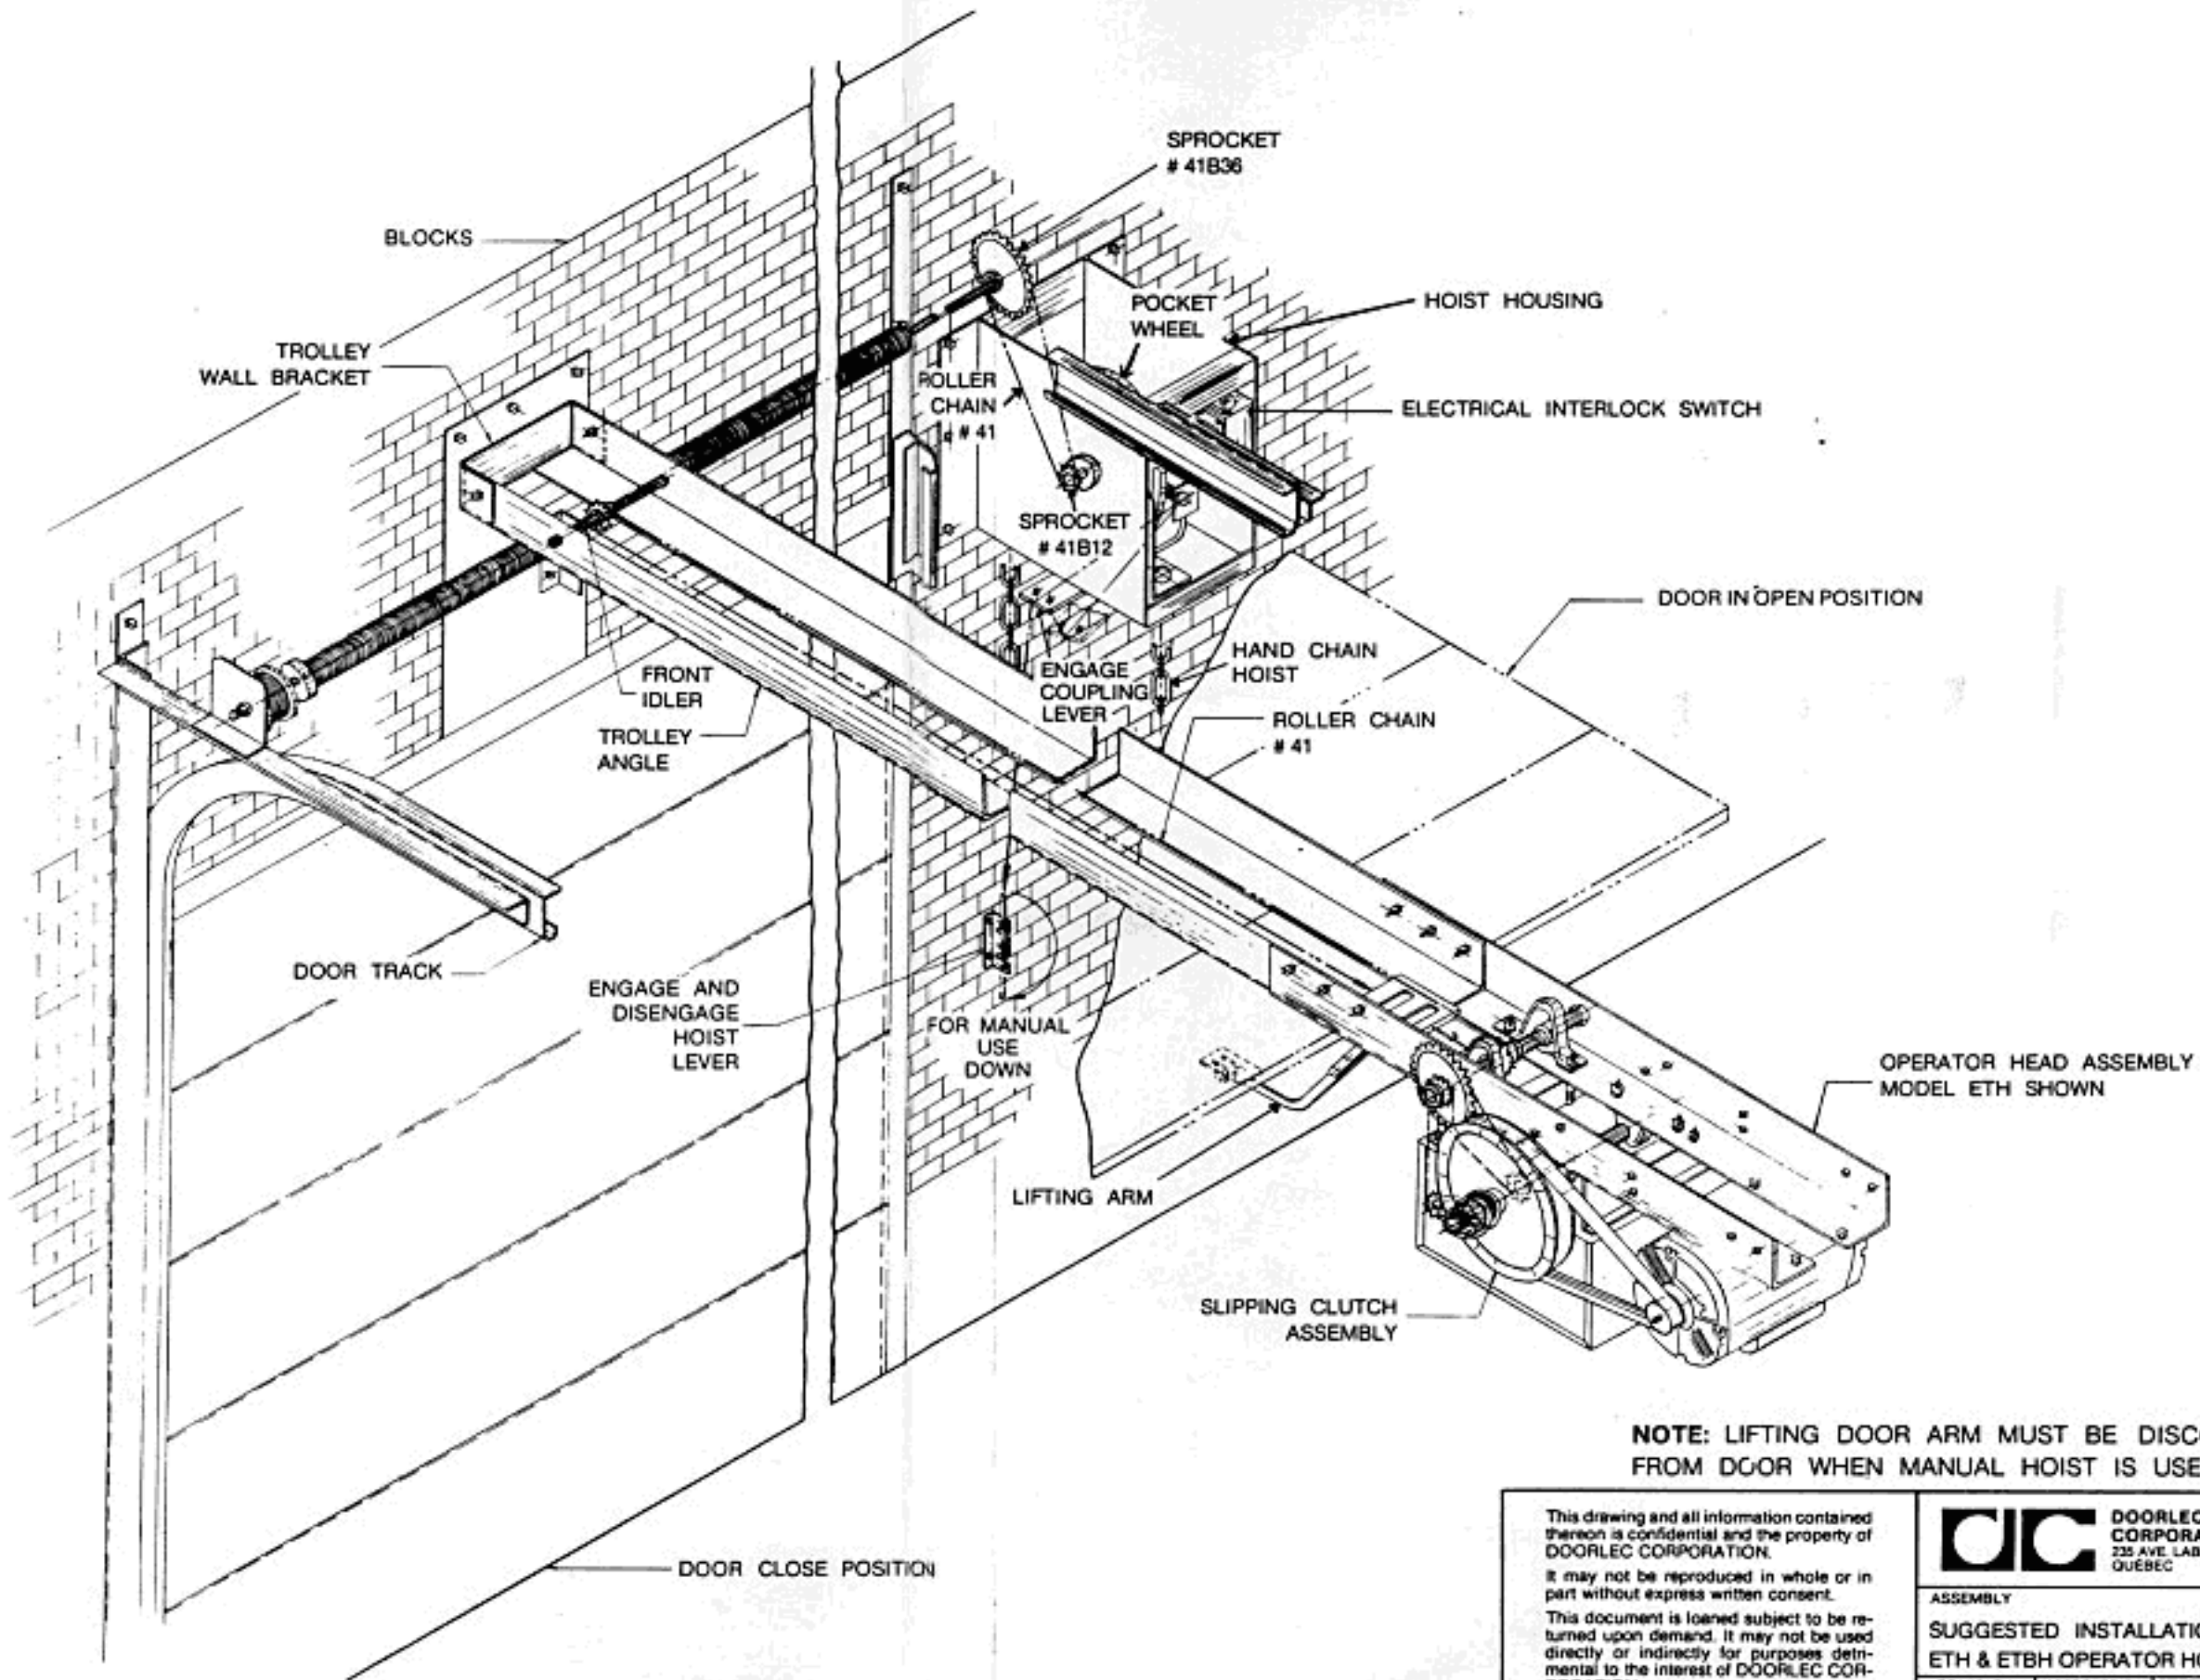 SPROCKET
# 41B36
BLOCKS
POCKET
WHEEL
HOIST HOUSING
TROLLEY
WALL BRACKET
ROLLER
CHAIN
# 41
ELECTRICAL INTERLOCK SWITCH
SPROCKET
# 41B12
DOOR IN OPEN POSITION
FRONT
IDLER
ENGAGE
COUPLING
LEVER
HAND CHAIN
HOIST
TROLLEY
ANGLE
ROLLER CHAIN
# 41
DOOR TRACK
ENGAGE AND
DISENGAGE
HOIST
LEVER
FOR MANUAL
USE
DOWN
OPERATOR HEAD ASSEMBLY
MODEL ETH SHOWN
LIFTING ARM
SLIPPING CLUTCH
ASSEMBLY
DOOR CLOSE POSITION
NOTE: LIFTING DOOR ARM MUST BE DISC
FROM DOOR WHEN MANUAL HOIST IS USE
This drawing and all information contained
thereon is confidential and the property of
DOORLEC CORPORATION.
It may not be reproduced in whole or in
part without express written consent.
This document is loaned subject to be re-
turned upon demand. It may not be used
directly or indirectly for purposes detri-
mental to the interest of DOORLEC COR-
dc
DOORLEC
CORPORA
235 AVE. LAB
QUÉBEC
ASSEMBLY
SUGGESTED INSTALLATIO
ETH & ETBH OPERATOR HO